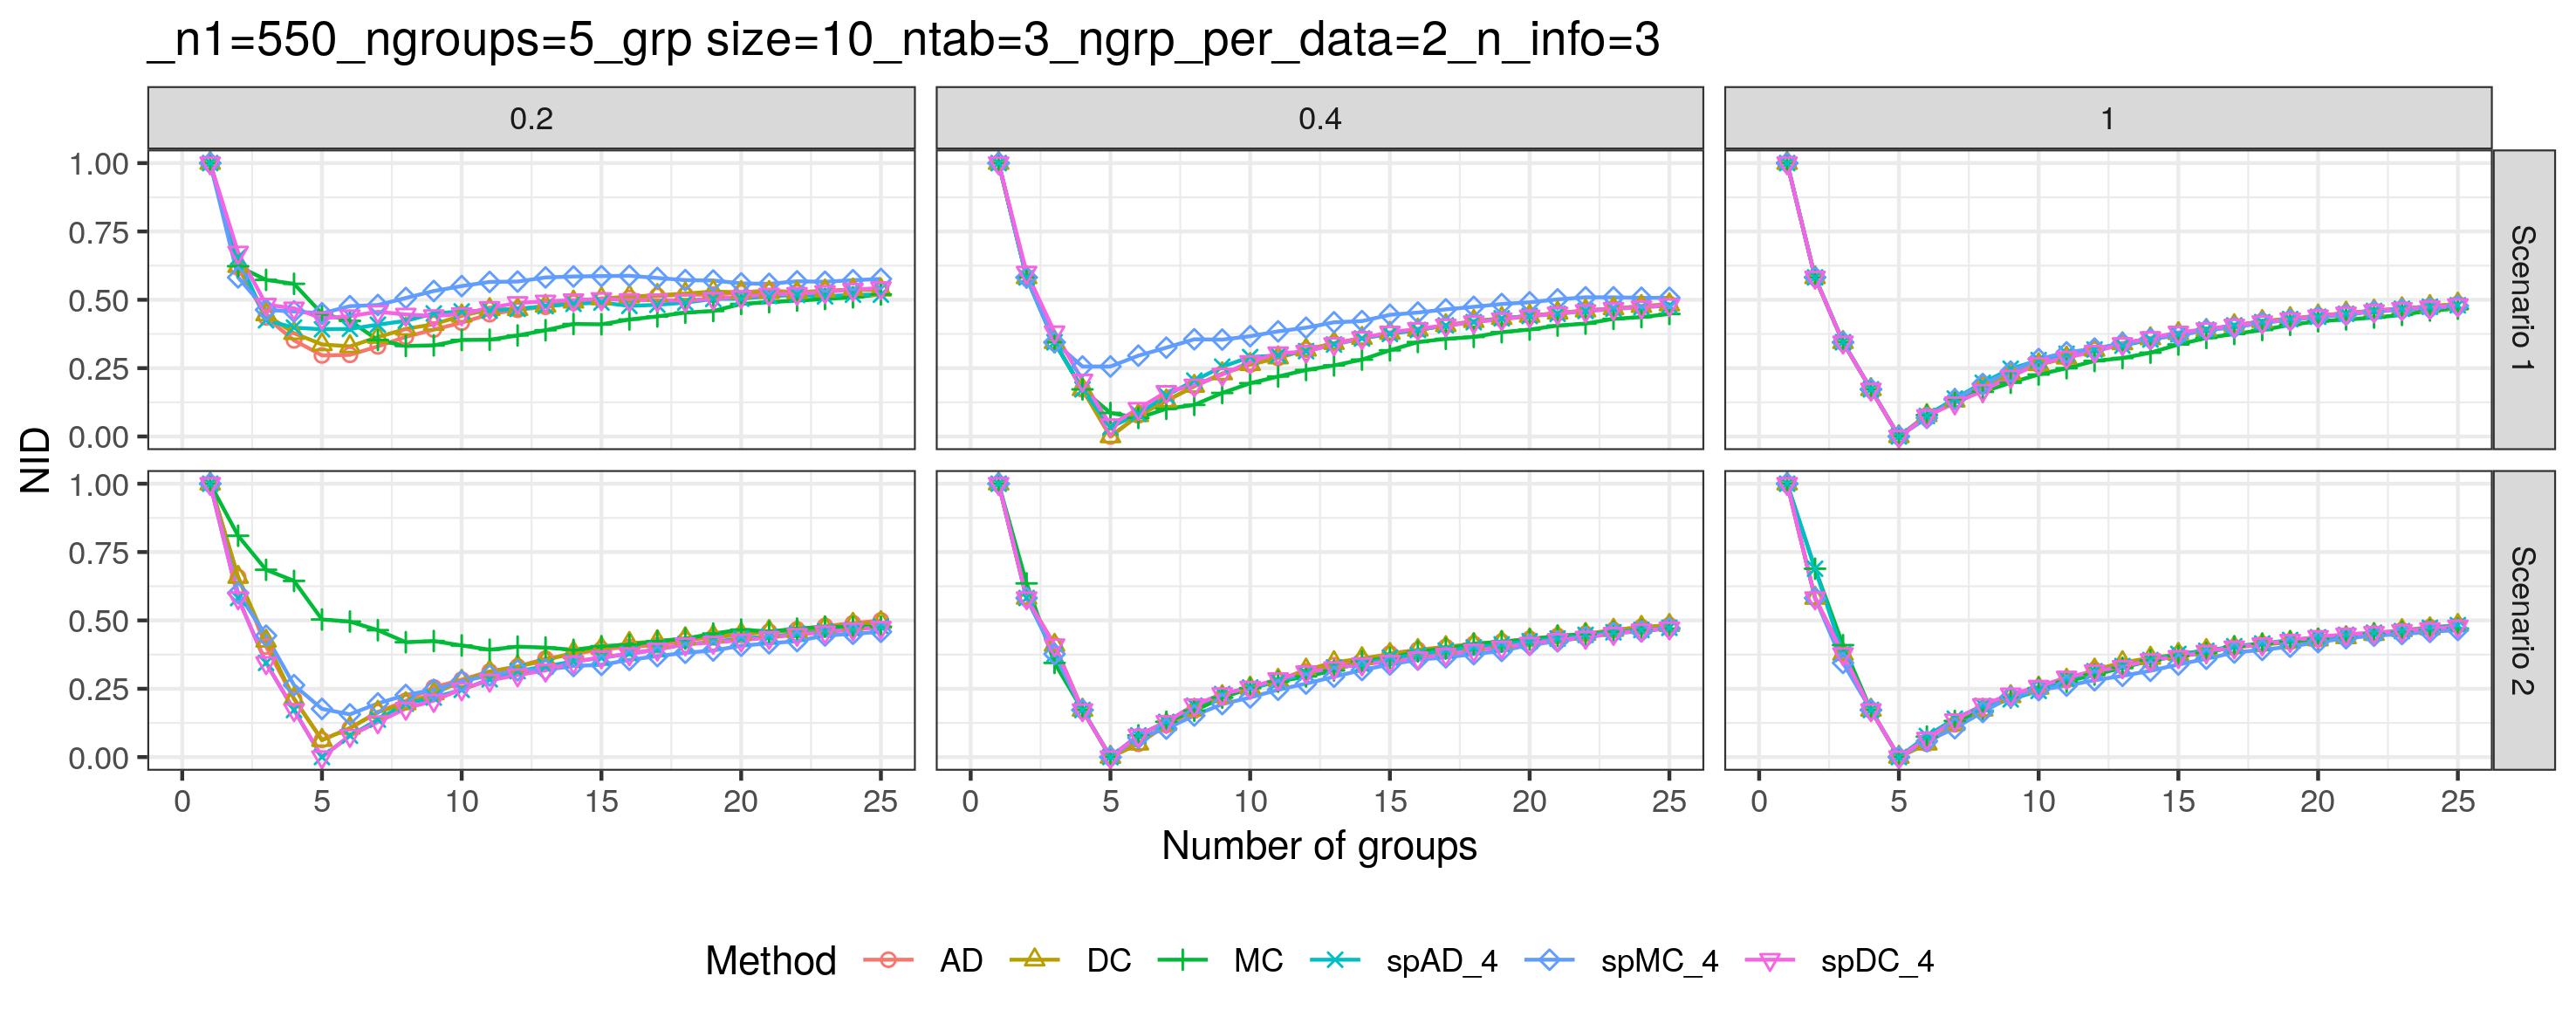 _n1=550_ngroups=5_grp size=10_ntab=3_ngrp_per_data=2_n_info=3
0.2 0.4 1
1.00
0.75
0.50
0.25
0.00
Scenario 1
NID
1.00
0.75
0.50
0.25
0.00
Scenario 2
0 5 10 15 20 25 0 5 10 15 20 25 0 5 10 15 20 25
Number of groups
Method AD DC MC spAD_4 spMC_4 spDC_4